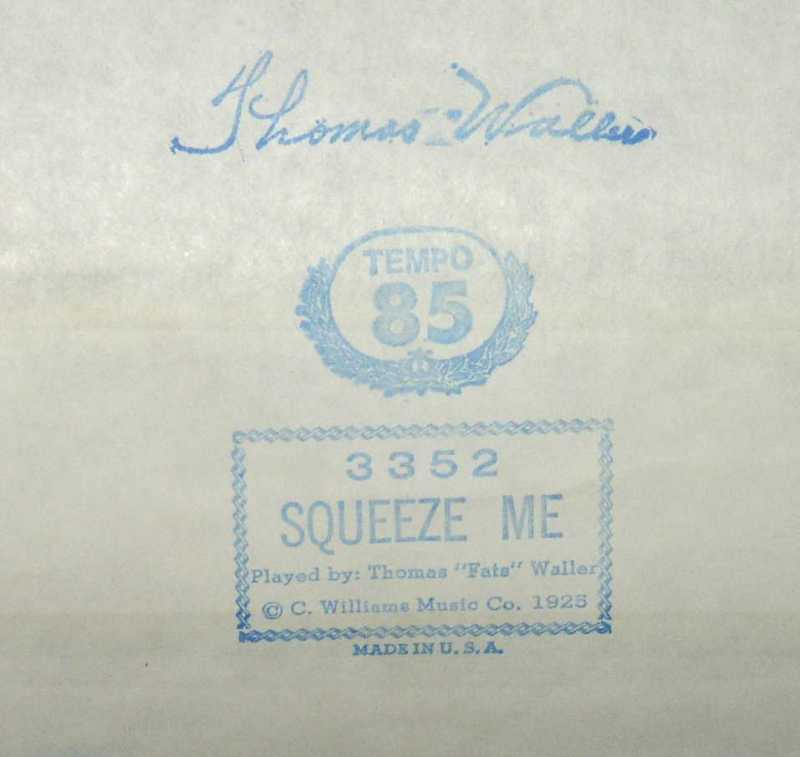 Thomas Waller
TEMPO
85
3352
SQUEEZE ME
Played by: Thomas "Fats" Waller
© C. Williams Music Co. 1925
MADE IN U.S.A.